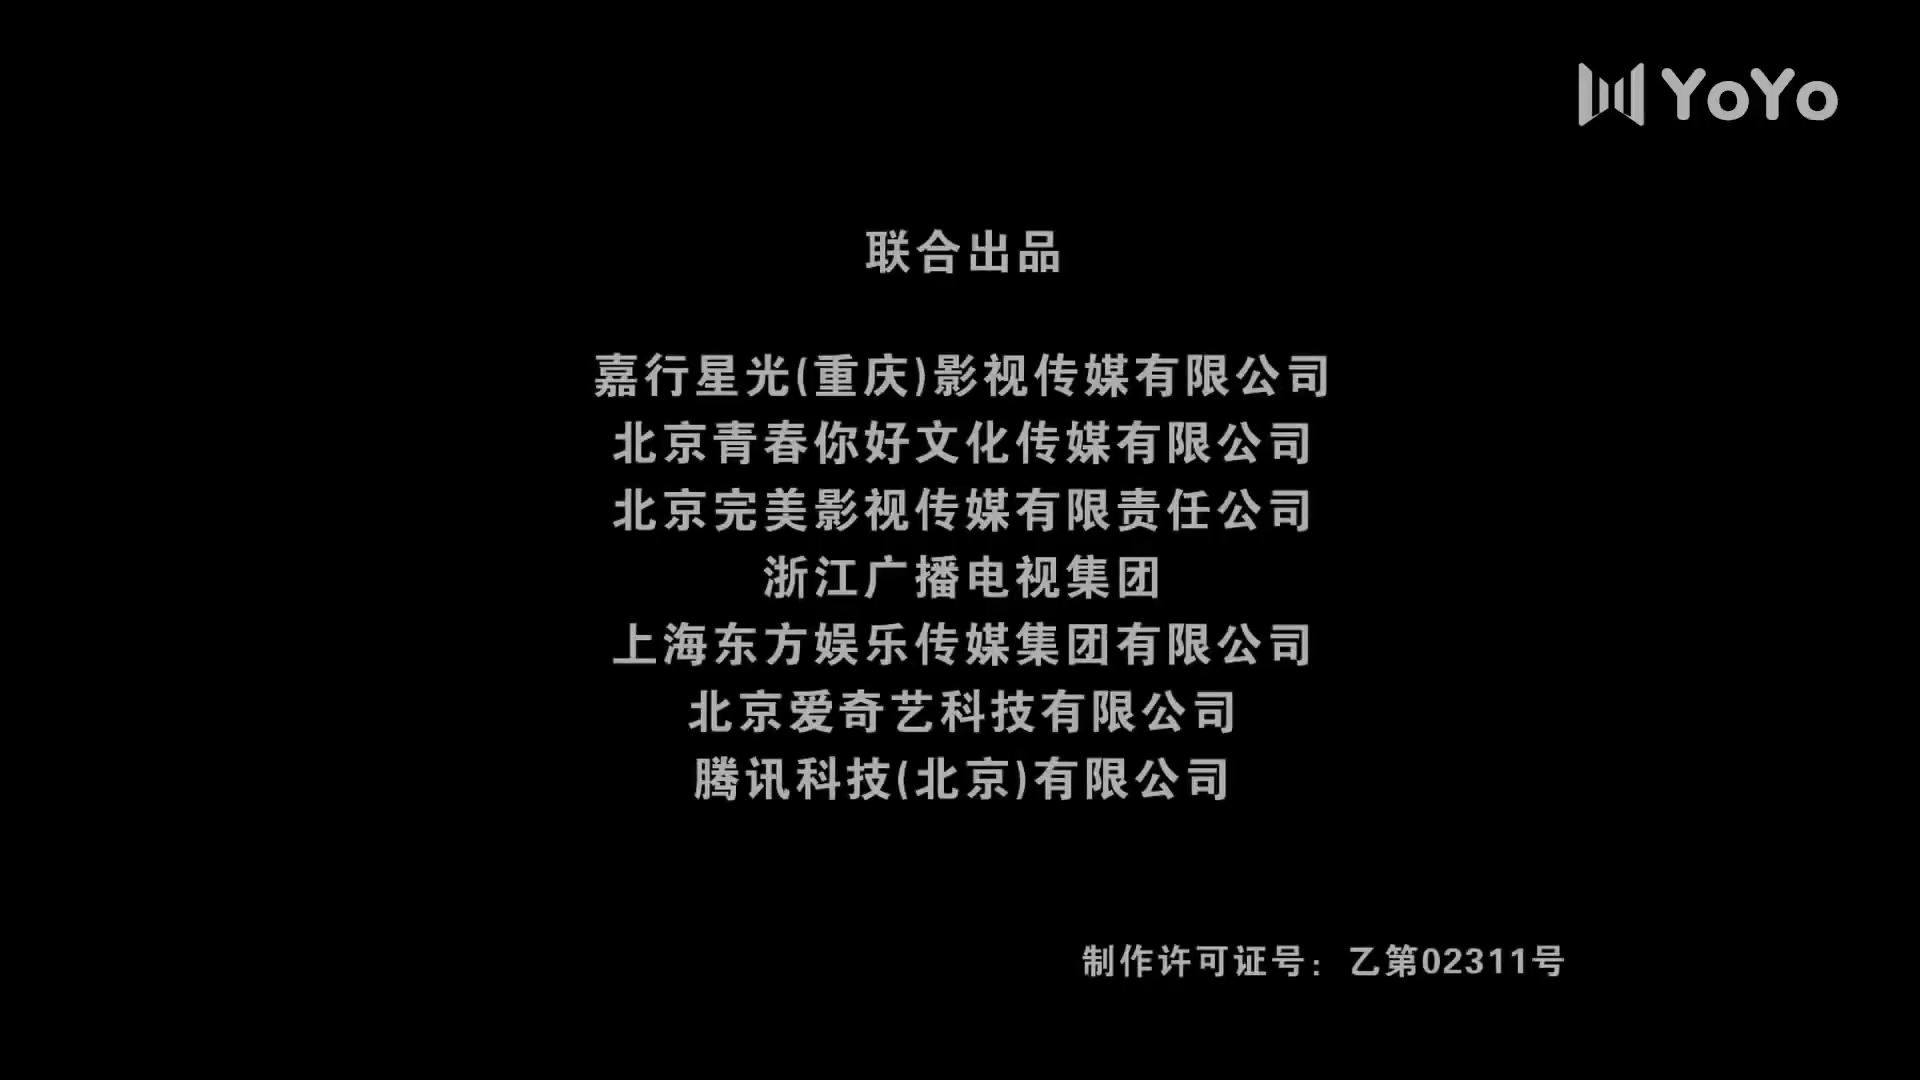 YoYo
联合出品
嘉行星光(重庆)影视传媒有限公司
北京青春你好文化传媒有限公司
北京完美影视传媒有限责任公司
浙江广播电视集团
上海东方娱乐传媒集团有限公司
北京爱奇艺科技有限公司
腾讯科技(北京)有限公司
制作许可证号：乙第02311号